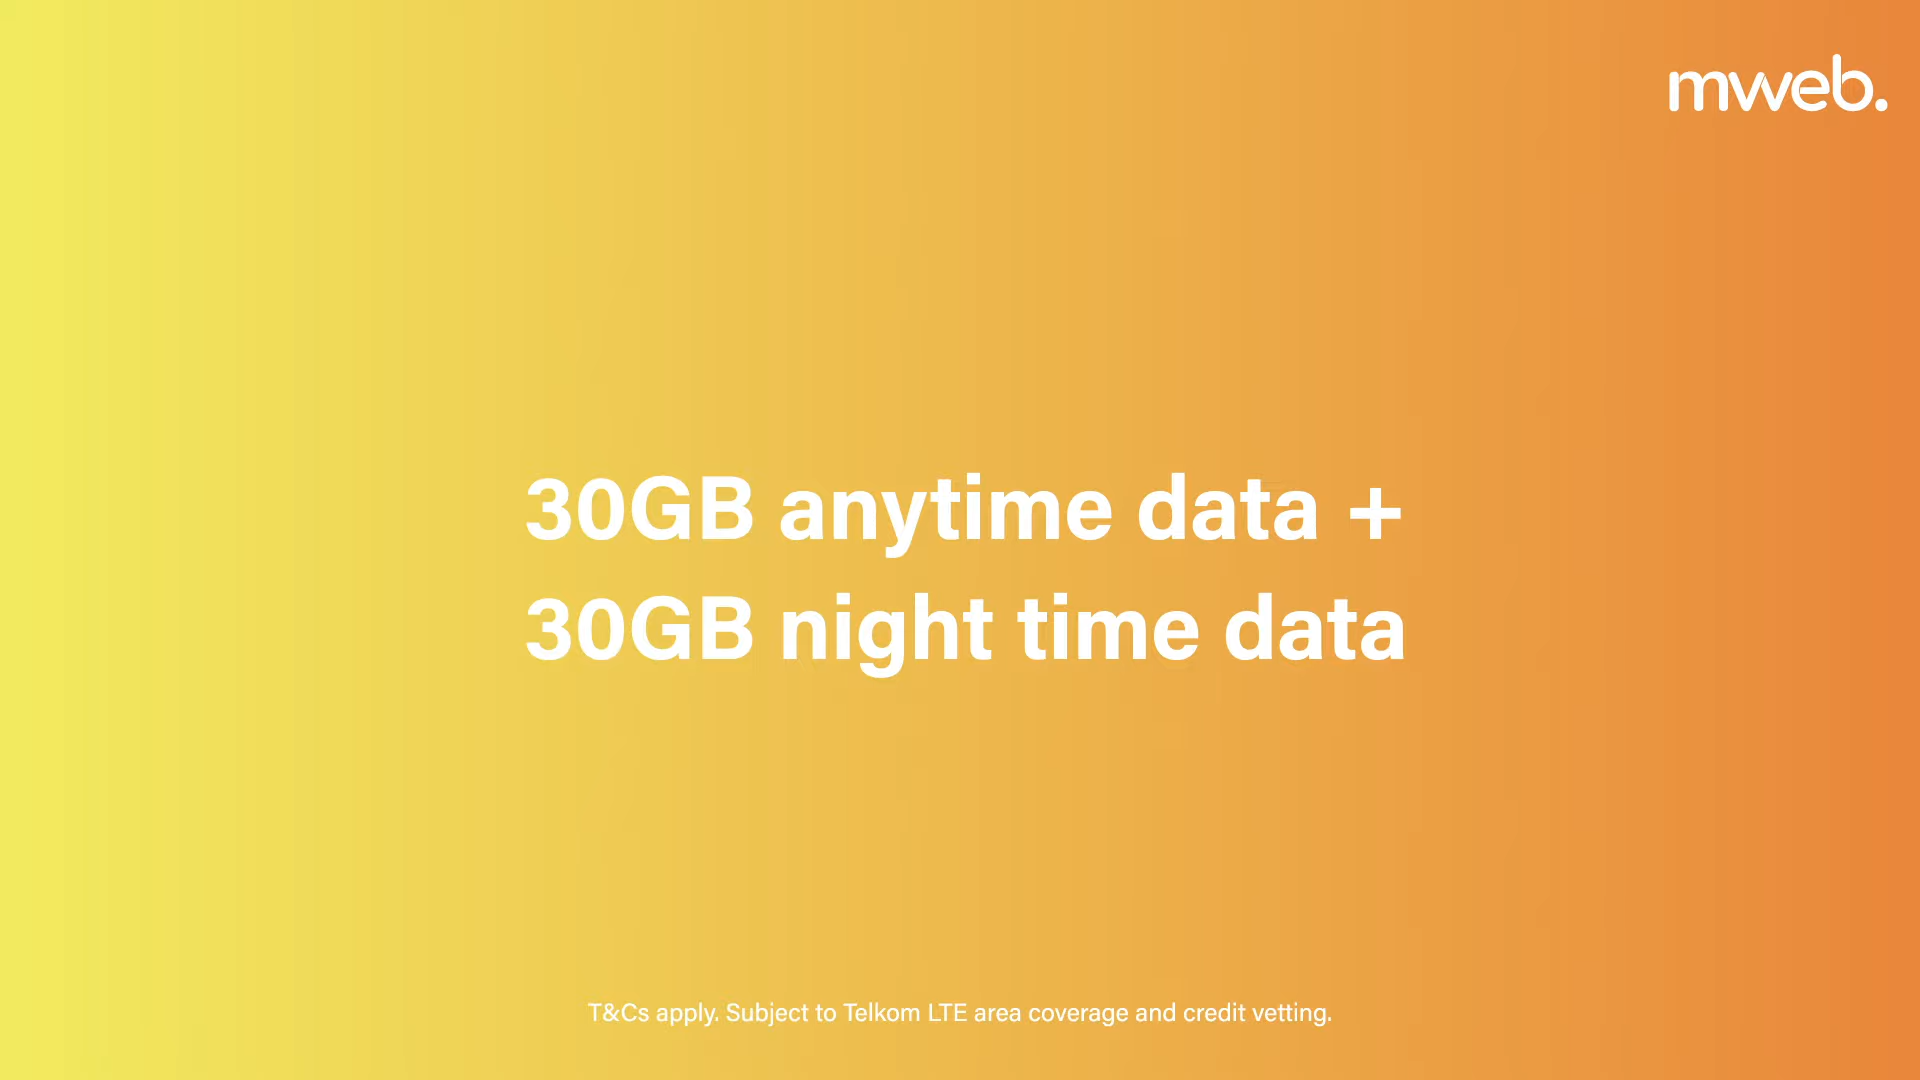 mweb.
30GB anytime data +
30GB night time data
T&Cs apply. Subject to Telkom LTE area coverage and credit vetting.